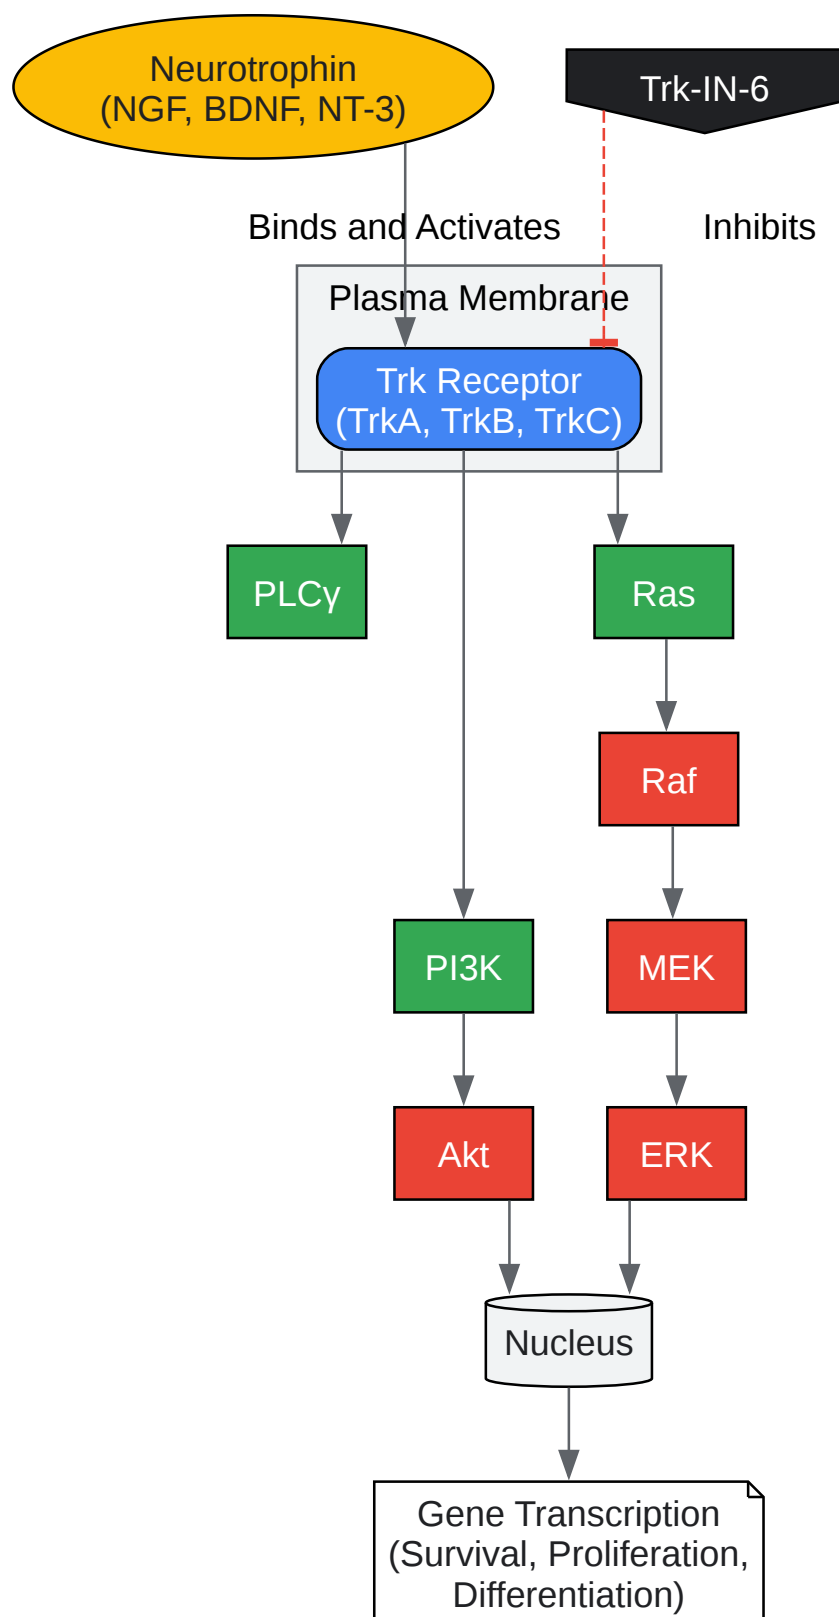 Neurotrophin
(NGF, BDNF, NT-3)
Trk-IN-6
Binds and Activates
Inhibits
Plasma Membrane
Trk Receptor
(TrkA, TrkB, TrkC)
PLCγ
Ras
Raf
PI3K
MEK
Akt
ERK
Nucleus
Gene Transcription
(Survival, Proliferation,
Differentiation)